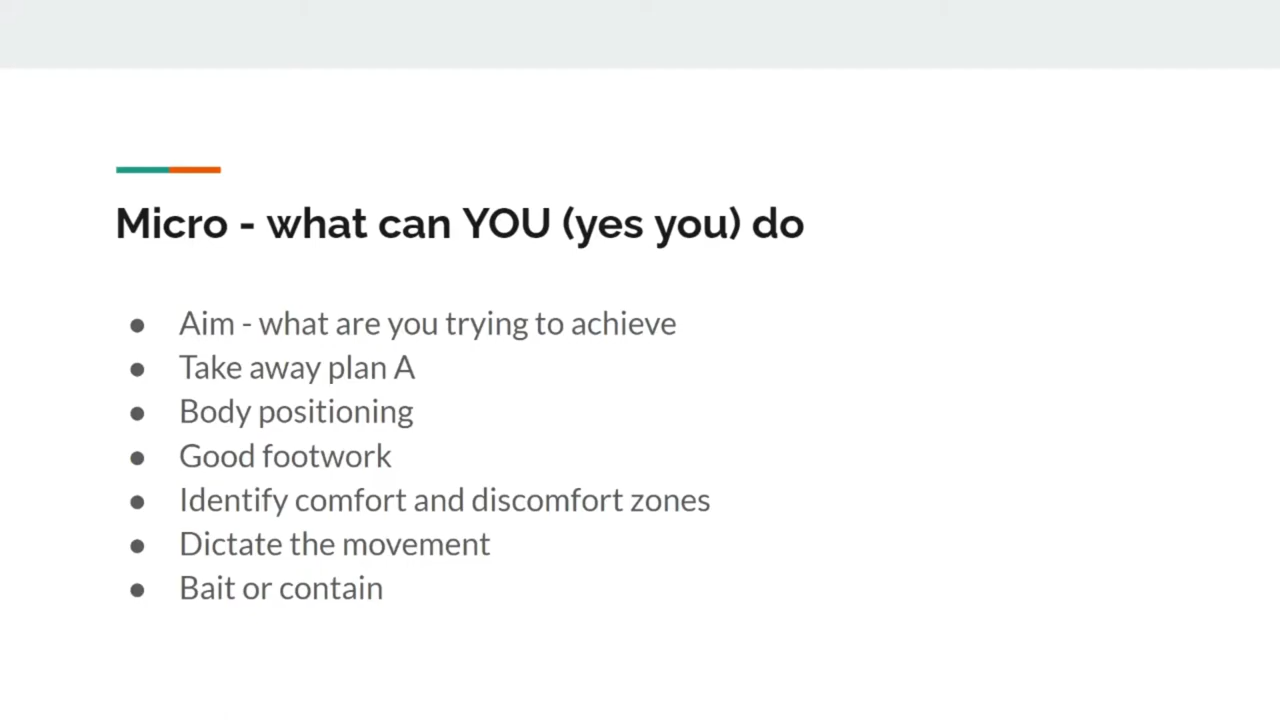 Micro - what can YOU (yes you) do
● Aim - what are you trying to achieve
● Take away plan A
● Body positioning
● Good footwork
● Identify comfort and discomfort zones
● Dictate the movement
● Bait or contain